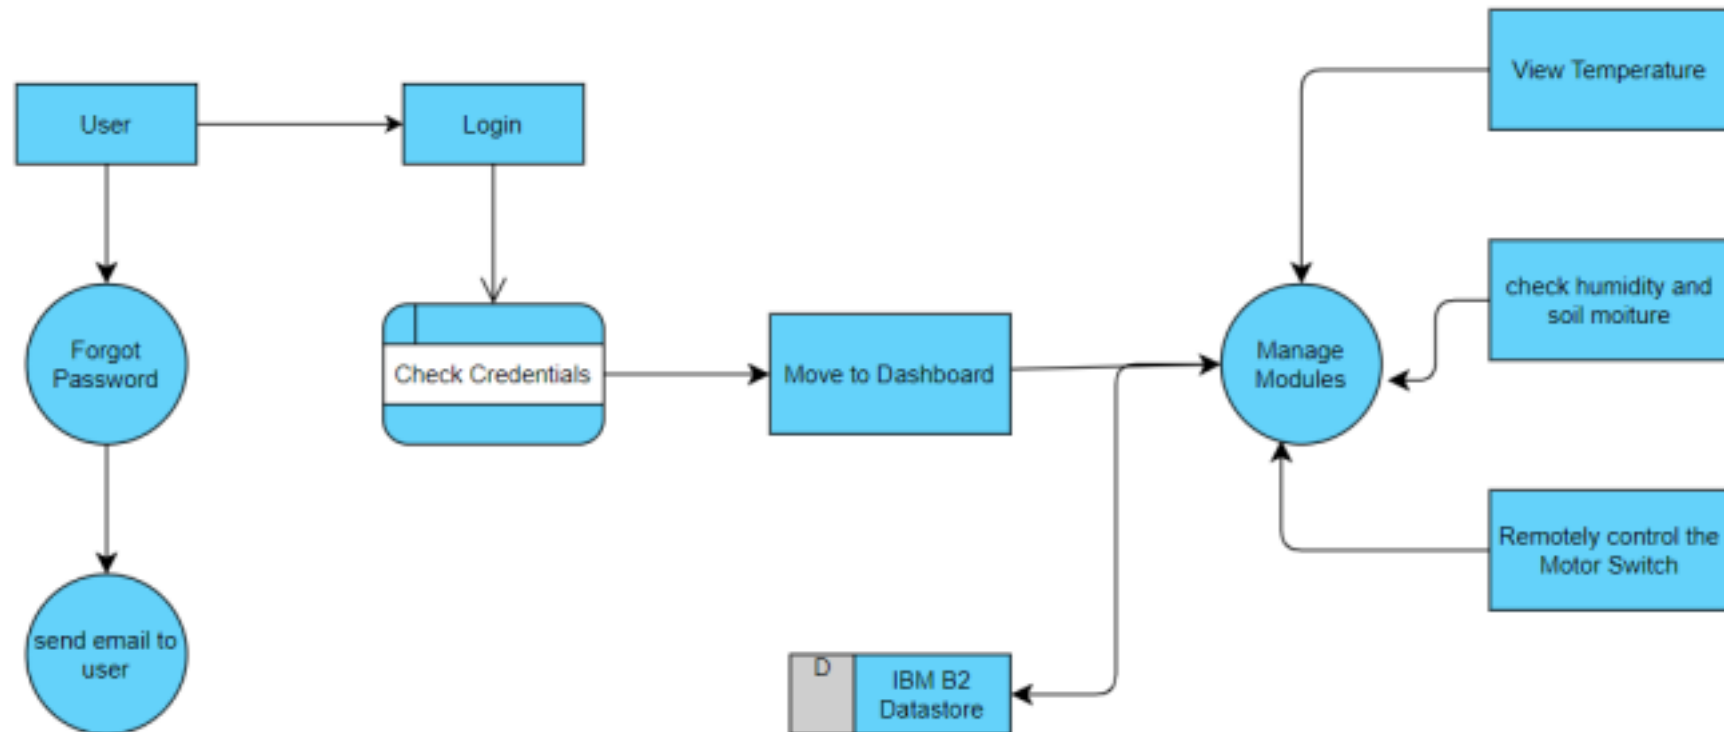 User
Login
View Temperature
check humidity and
soil moiture
Forgot
Password
Check Credentials
Move to Dashboard
Manage
Modules
Remotely control the
Motor Switch
send email to
user
D
IBM B2
Datastore